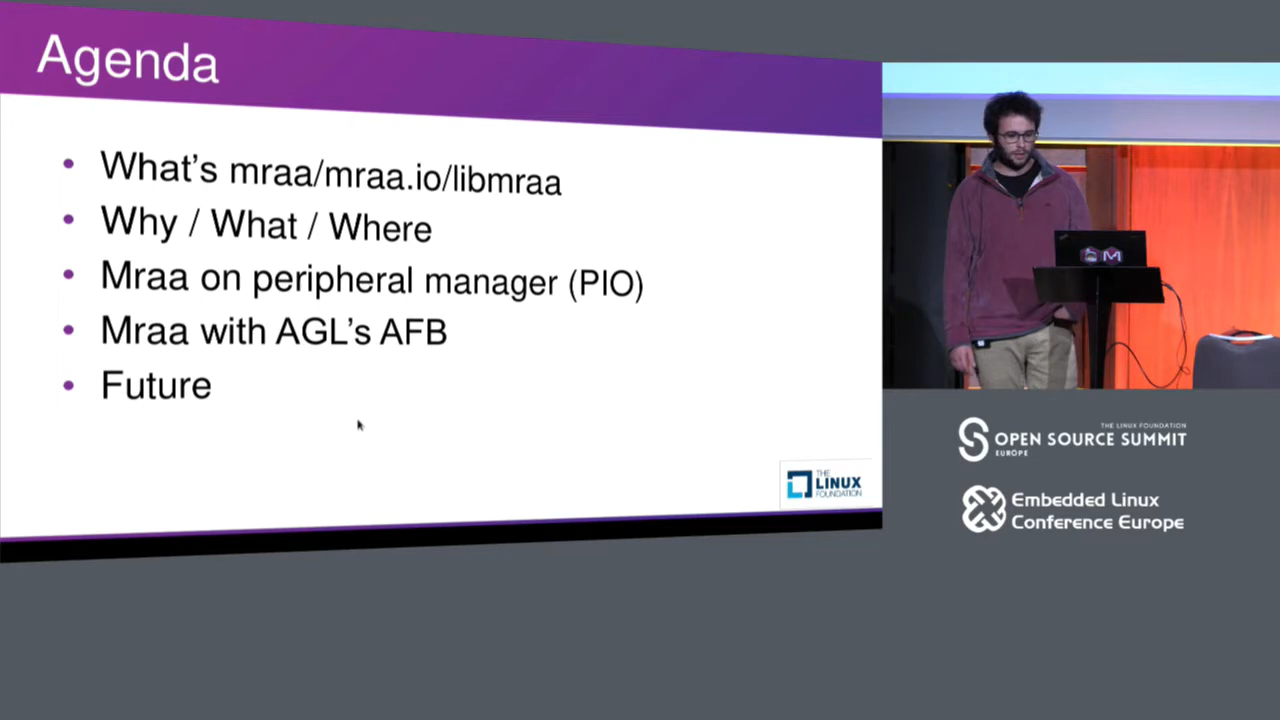 Agenda
• What's mraa/mraa.io/libmraa
• Why / What / Where
• Mraa on peripheral manager (PIO)
• Mraa with AGL's AFB
• Future
THE
LINUX
FOUNDATION
THE LINUX FOUNDATION
OPEN SOURCE SUMMIT
EUROPE
Embedded Linux
Conference Europe